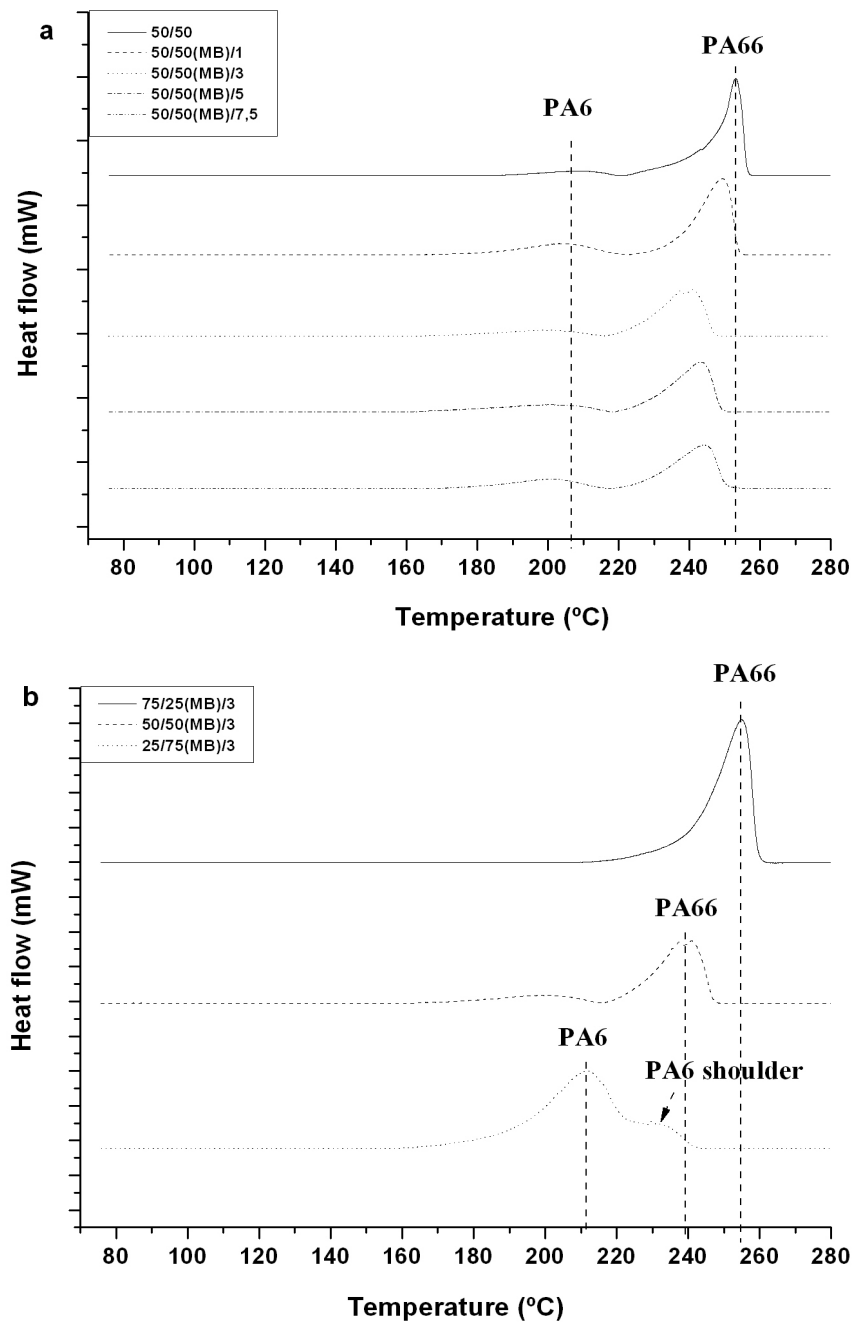 a
50/50
50/50(MB)/1
50/50(MB)/3
50/50(MB)/5
50/50(MB)/7,5
PA6
PA66
Heat flow (mW)
80 100 120 140 160 180 200 220 240 260 280
Temperature (ºC)
b
75/25(MB)/3
50/50(MB)/3
25/75(MB)/3
PA66
PA66
PA6
PA6 shoulder
Heat flow (mW)
80 100 120 140 160 180 200 220 240 260 280
Temperature (ºC)